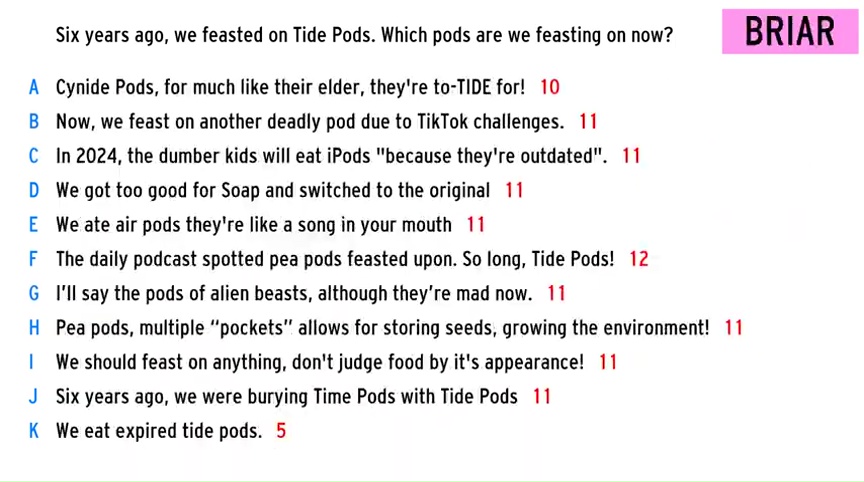 Six years ago, we feasted on Tide Pods. Which pods are we feasting on now?
BRIAR
A Cynide Pods, for much like their elder, they're to-TIDE for! 10
B Now, we feast on another deadly pod due to TikTok challenges. 11
C In 2024, the dumber kids will eat iPods "because they're outdated". 11
D We got too good for Soap and switched to the original 11
E We ate air pods they're like a song in your mouth 11
F The daily podcast spotted pea pods feasted upon. So long, Tide Pods! 12
G I’ll say the pods of alien beasts, although they’re mad now. 11
H Pea pods, multiple “pockets” allows for storing seeds, growing the environment! 11
I We should feast on anything, don't judge food by it's appearance! 11
J Six years ago, we were burying Time Pods with Tide Pods 11
K We eat expired tide pods. 5